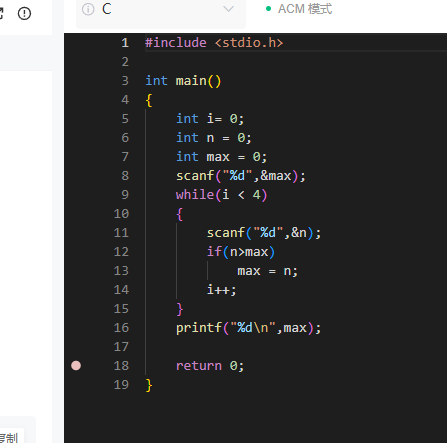 C
ACM 模式
1 #include <stdio.h>
2
3 int main()
4 {
5     int i= 0;
6     int n = 0;
7     int max = 0;
8     scanf("%d",&max);
9     while(i < 4)
10     {
11         scanf("%d",&n);
12         if(n>max)
13             max = n;
14         i++;
15     }
16     printf("%d\n",max);
17
18     return 0;
19 }
复制